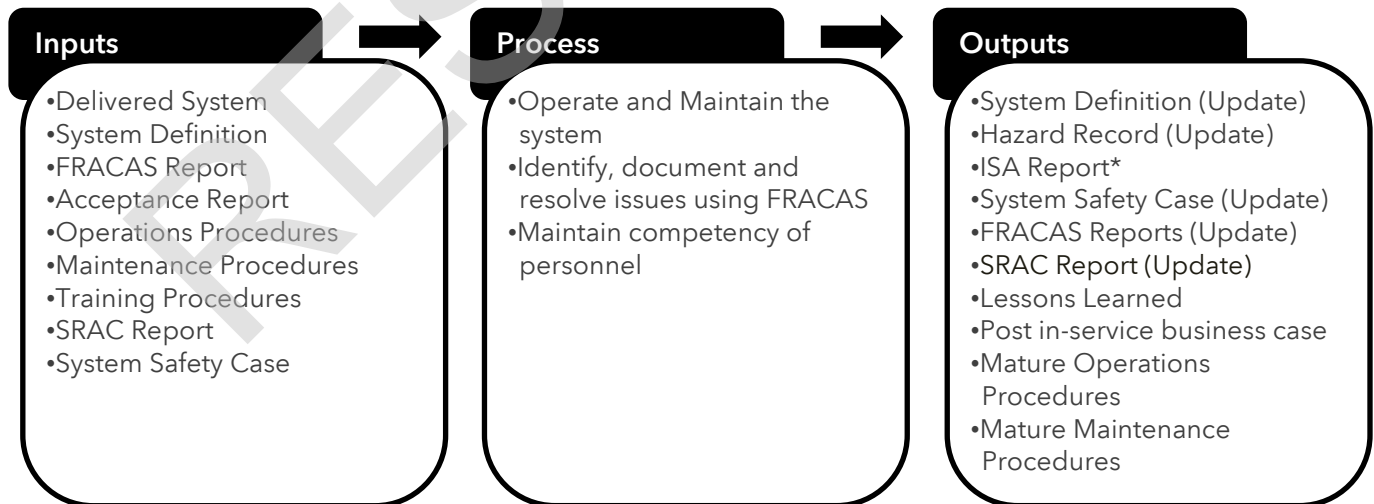 Inputs
•Delivered System
•System Definition
•FRACAS Report
•Acceptance Report
•Operations Procedures
•Maintenance Procedures
•Training Procedures
•SRAC Report
•System Safety Case
Process
•Operate and Maintain the
system
•Identify, document and
resolve issues using FRACAS
•Maintain competency of
personnel
Outputs
•System Definition (Update)
•Hazard Record (Update)
•ISA Report*
•System Safety Case (Update)
•FRACAS Reports (Update)
•SRAC Report (Update)
•Lessons Learned
•Post in-service business case
•Mature Operations
Procedures
•Mature Maintenance
Procedures